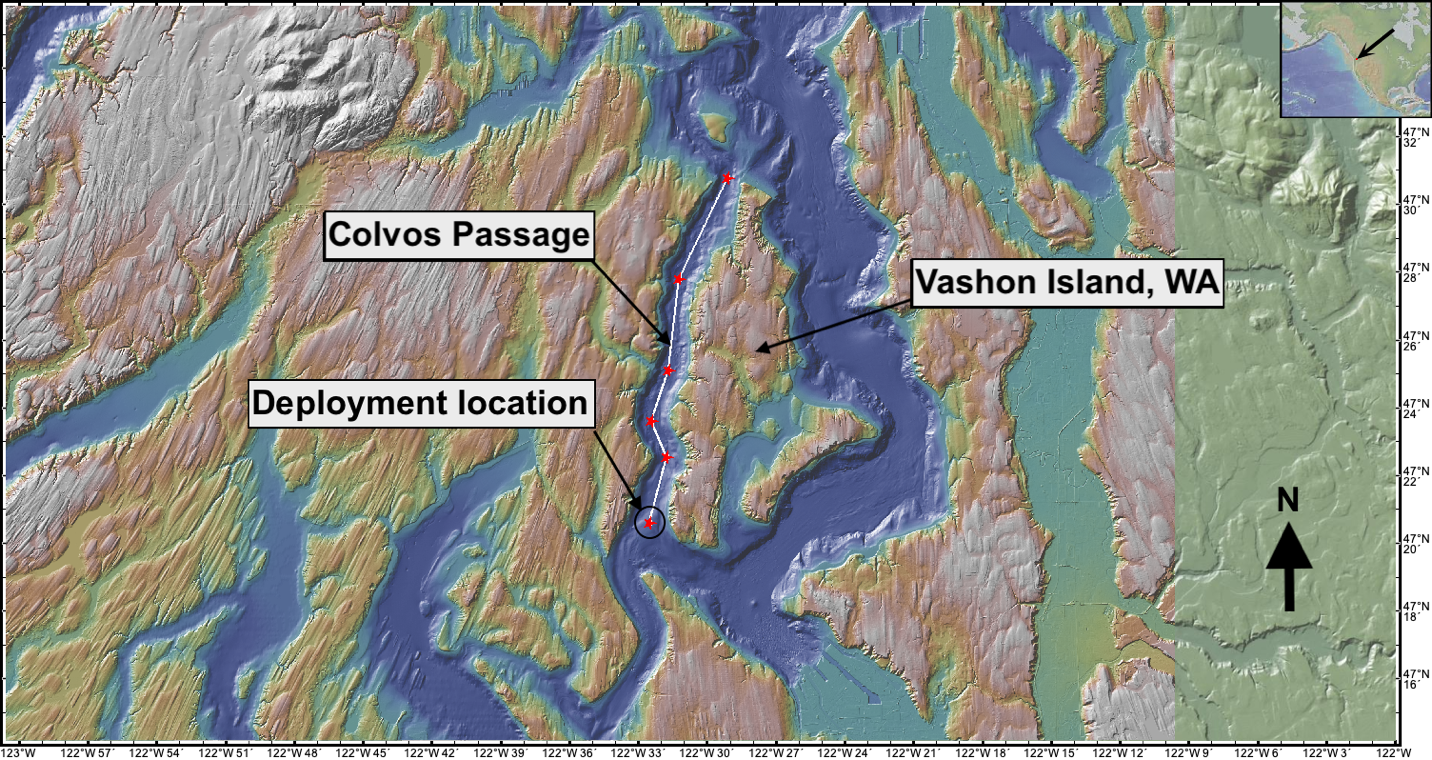 47°N
32'
47°N
30'
Colvos Passage
47°N
28'
Vashon Island, WA
47°N
26'
Deployment location
47°N
24'
47°N
22'
N
47°N
20'
47°N
18'
47°N
16'
123°W 122°W 57' 122°W 54' 122°W 51' 122°W 48' 122°W 45' 122°W 42' 122°W 39' 122°W 36' 122°W 33' 122°W 30' 122°W 27' 122°W 24' 122°W 21' 122°W 18' 122°W 15' 122°W 12' 122°W 9' 122°W 6' 122°W 3' 122°W